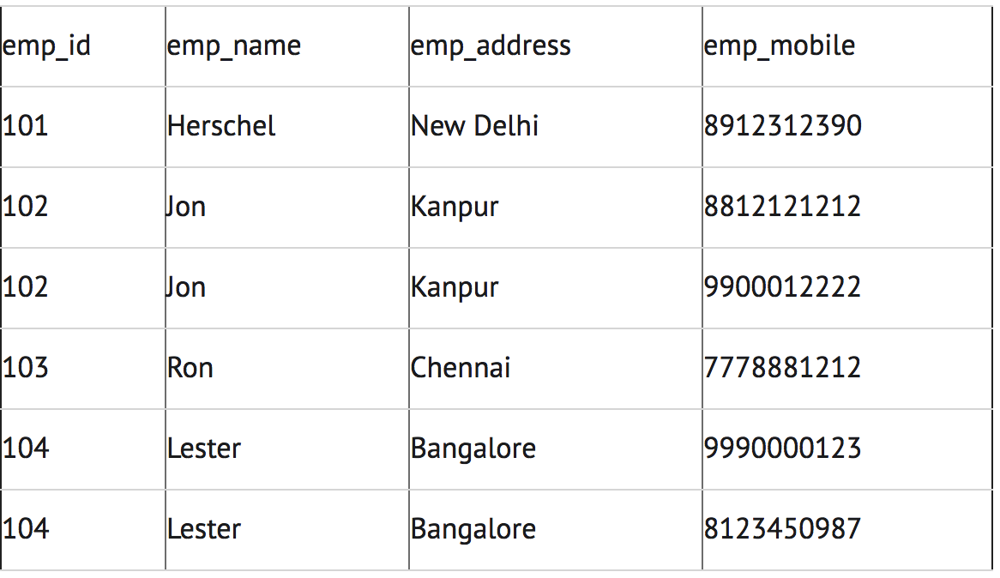 emp_id emp_name emp_address emp_mobile
101 Herschel New Delhi 8912312390
102 Jon Kanpur 8812121212
102 Jon Kanpur 9900012222
103 Ron Chennai 7778881212
104 Lester Bangalore 9990000123
104 Lester Bangalore 8123450987